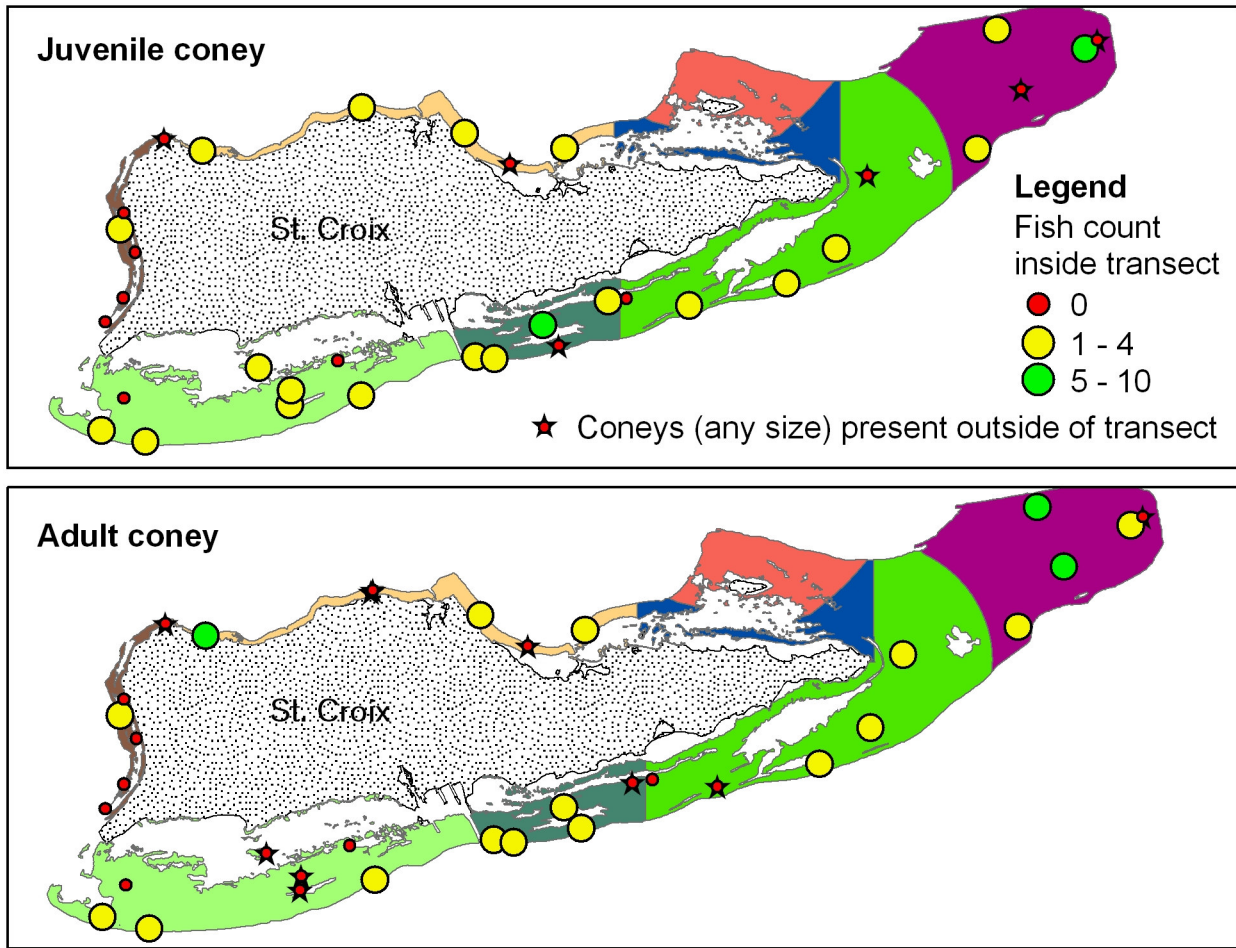 Juvenile coney
St. Croix
Legend
Fish count
inside transect
0
1 - 4
5 - 10
Coneys (any size) present outside of transect
Adult coney
St. Croix